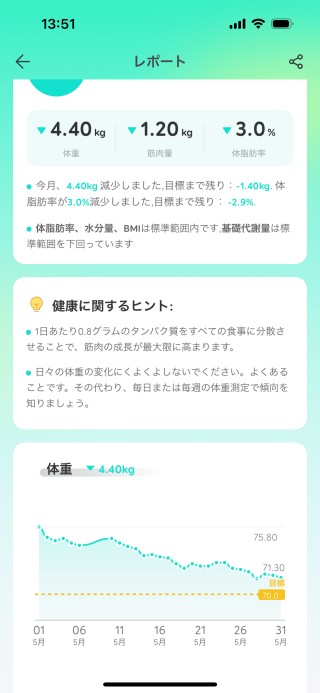 13:51
レポート
4.40 kg 1.20 kg 3.0 %
体重 筋肉量 体脂肪率
今月、4.40kg 減少しました,目標まで残り：-1.40kg. 体
脂肪率が3.0%減少しました,目標まで残り： -2.9%.
体脂肪率、水分量、BMIは標準範囲内です,基礎代謝量は標
準範囲を下回っています
健康に関するヒント:
1日あたり0.8グラムのタンパク質をすべての食事に分散さ
せることで、筋肉の成長が最大限に高まります。
日々の体重の変化にくよくよしないでください。よくある
ことです。その代わり、毎日または毎週の体重測定で傾向を
知りましょう。
体重 4.40kg
75.80
71.30
目標
70.0
01 06 11 16 21 26 31
5月 5月 5月 5月 5月 5月 5月